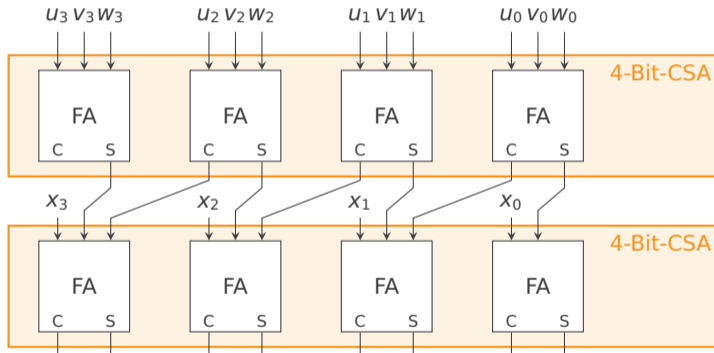 u₃ v₃ w₃ u₂ v₂ w₂ u₁ v₁ w₁ u₀ v₀ w₀
4-Bit-CSA
FA FA FA FA
C S C S C S C S
x₃ x₂ x₁ x₀
4-Bit-CSA
FA FA FA FA
C S C S C S C S